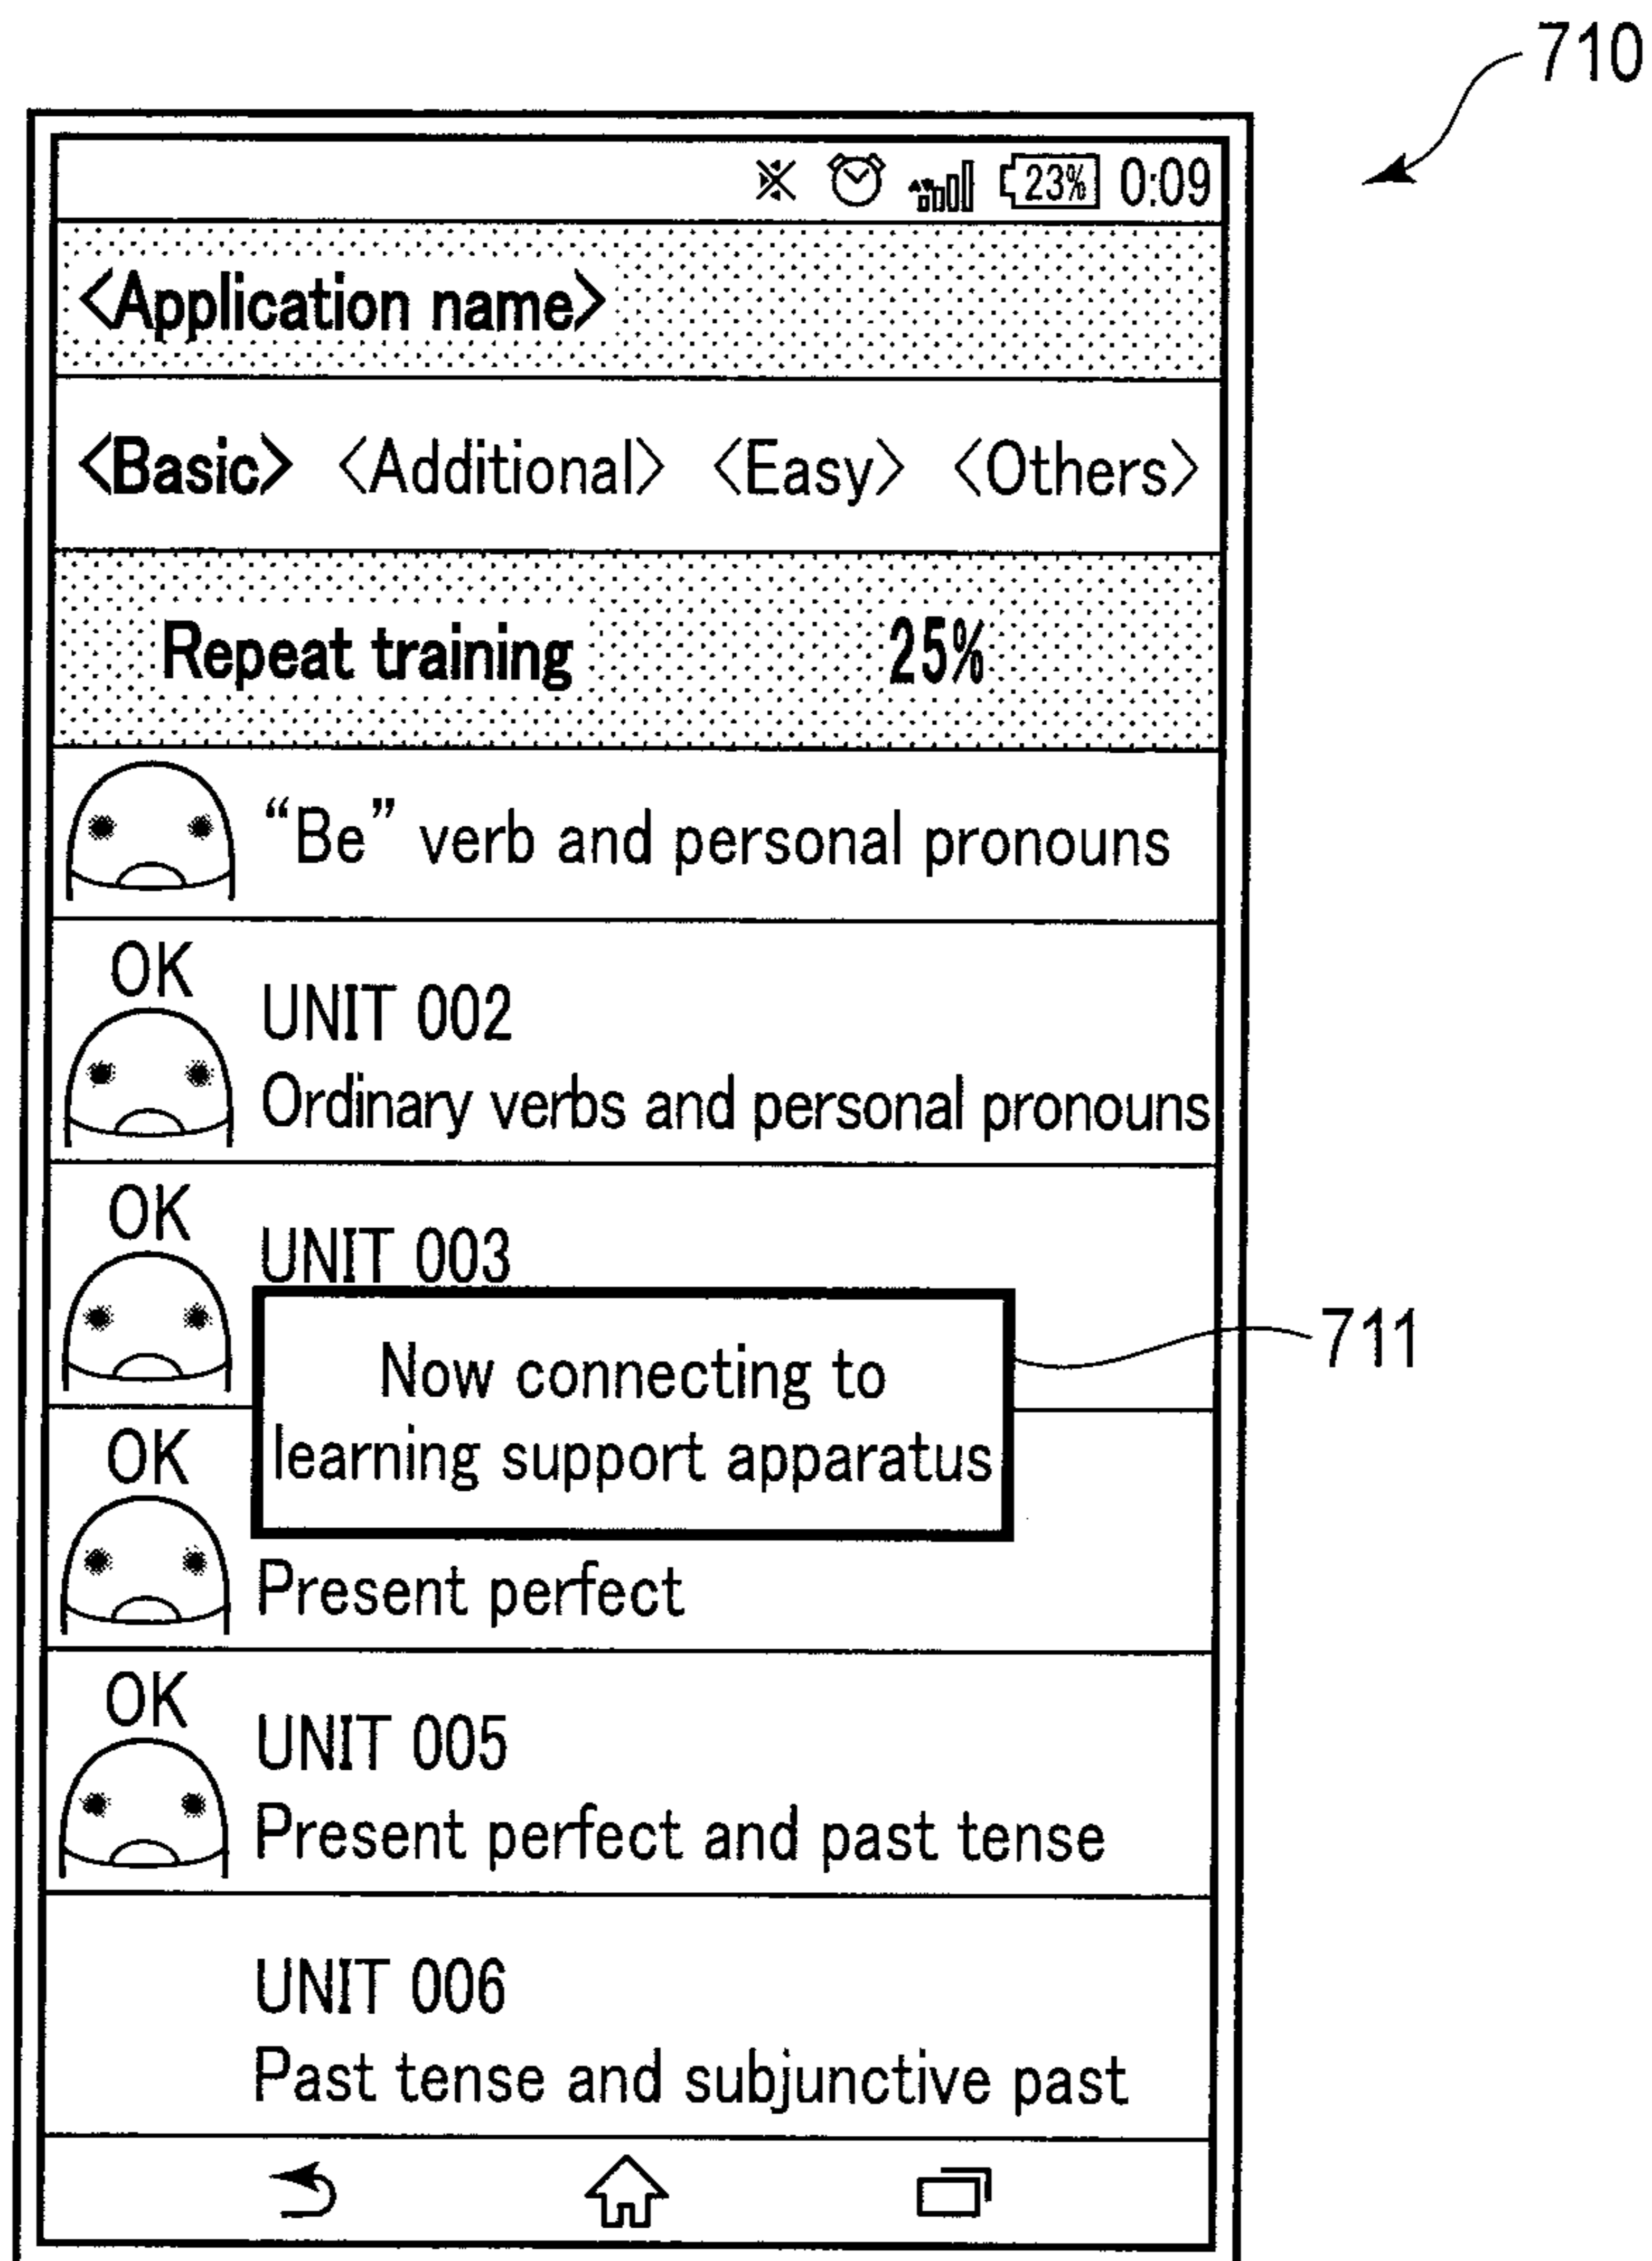 710
23% 0:09
<Application name>
<Basic> <Additional> <Easy> <Others>
Repeat training 25%
“Be” verb and personal pronouns
OK
UNIT 002
Ordinary verbs and personal pronouns
OK
UNIT 003
Now connecting to
learning support apparatus
711
OK
Present perfect
OK
UNIT 005
Present perfect and past tense
UNIT 006
Past tense and subjunctive past